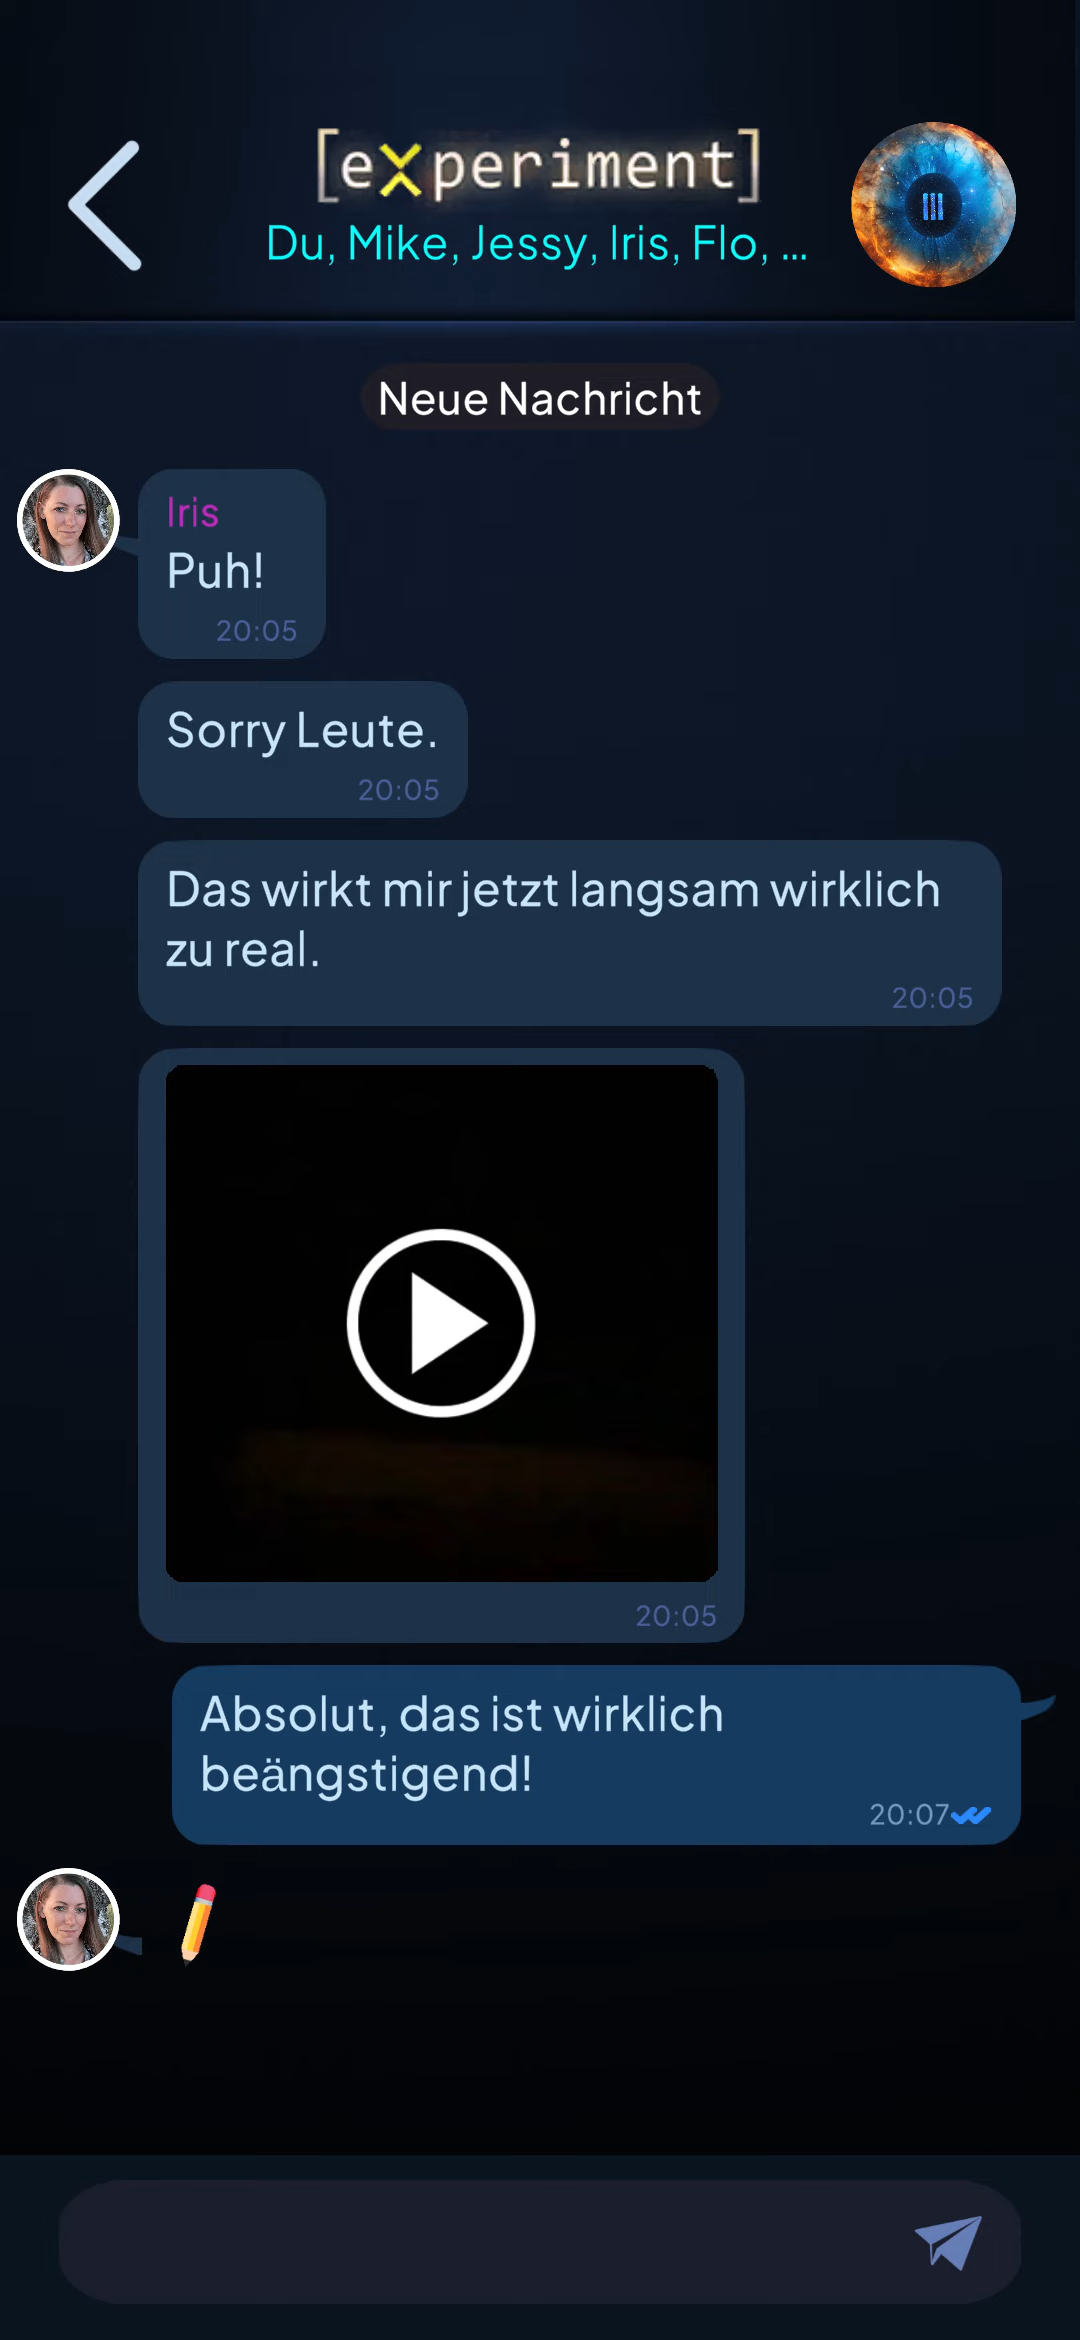 [experiment]
Du, Mike, Jessy, Iris, Flo, ...
Neue Nachricht
Iris
Puh!
20:05
Sorry Leute.
20:05
Das wirkt mir jetzt langsam wirklich
zu real.
20:05
20:05
Absolut, das ist wirklich
beängstigend!
20:07